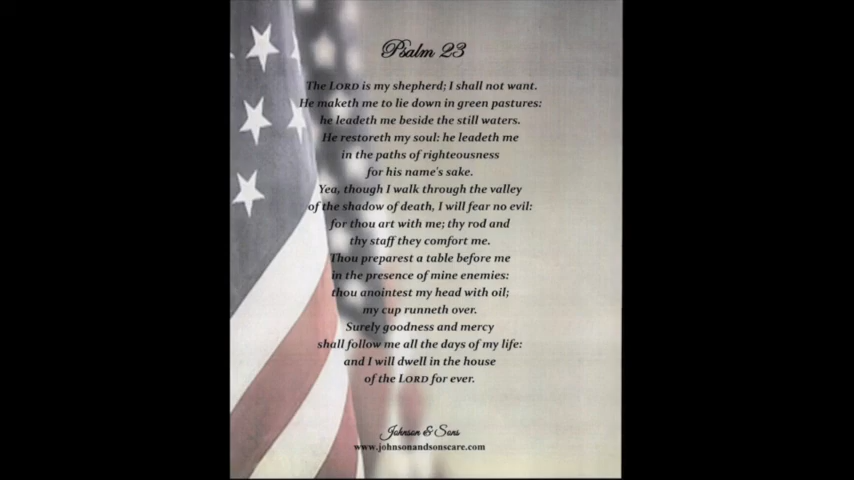 Psalm 23
The LORD is my shepherd; I shall not want.
He maketh me to lie down in green pastures:
he leadeth me beside the still waters.
He restoreth my soul: he leadeth me
in the paths of righteousness
for his name's sake.
Yea, though I walk through the valley
of the shadow of death, I will fear no evil:
for thou art with me; thy rod and
thy staff they comfort me.
Thou preparest a table before me
in the presence of mine enemies:
thou anointest my head with oil;
my cup runneth over.
Surely goodness and mercy
shall follow me all the days of my life:
and I will dwell in the house
of the LORD for ever.
Johnson & Sons
www.johnsonandsonscare.com